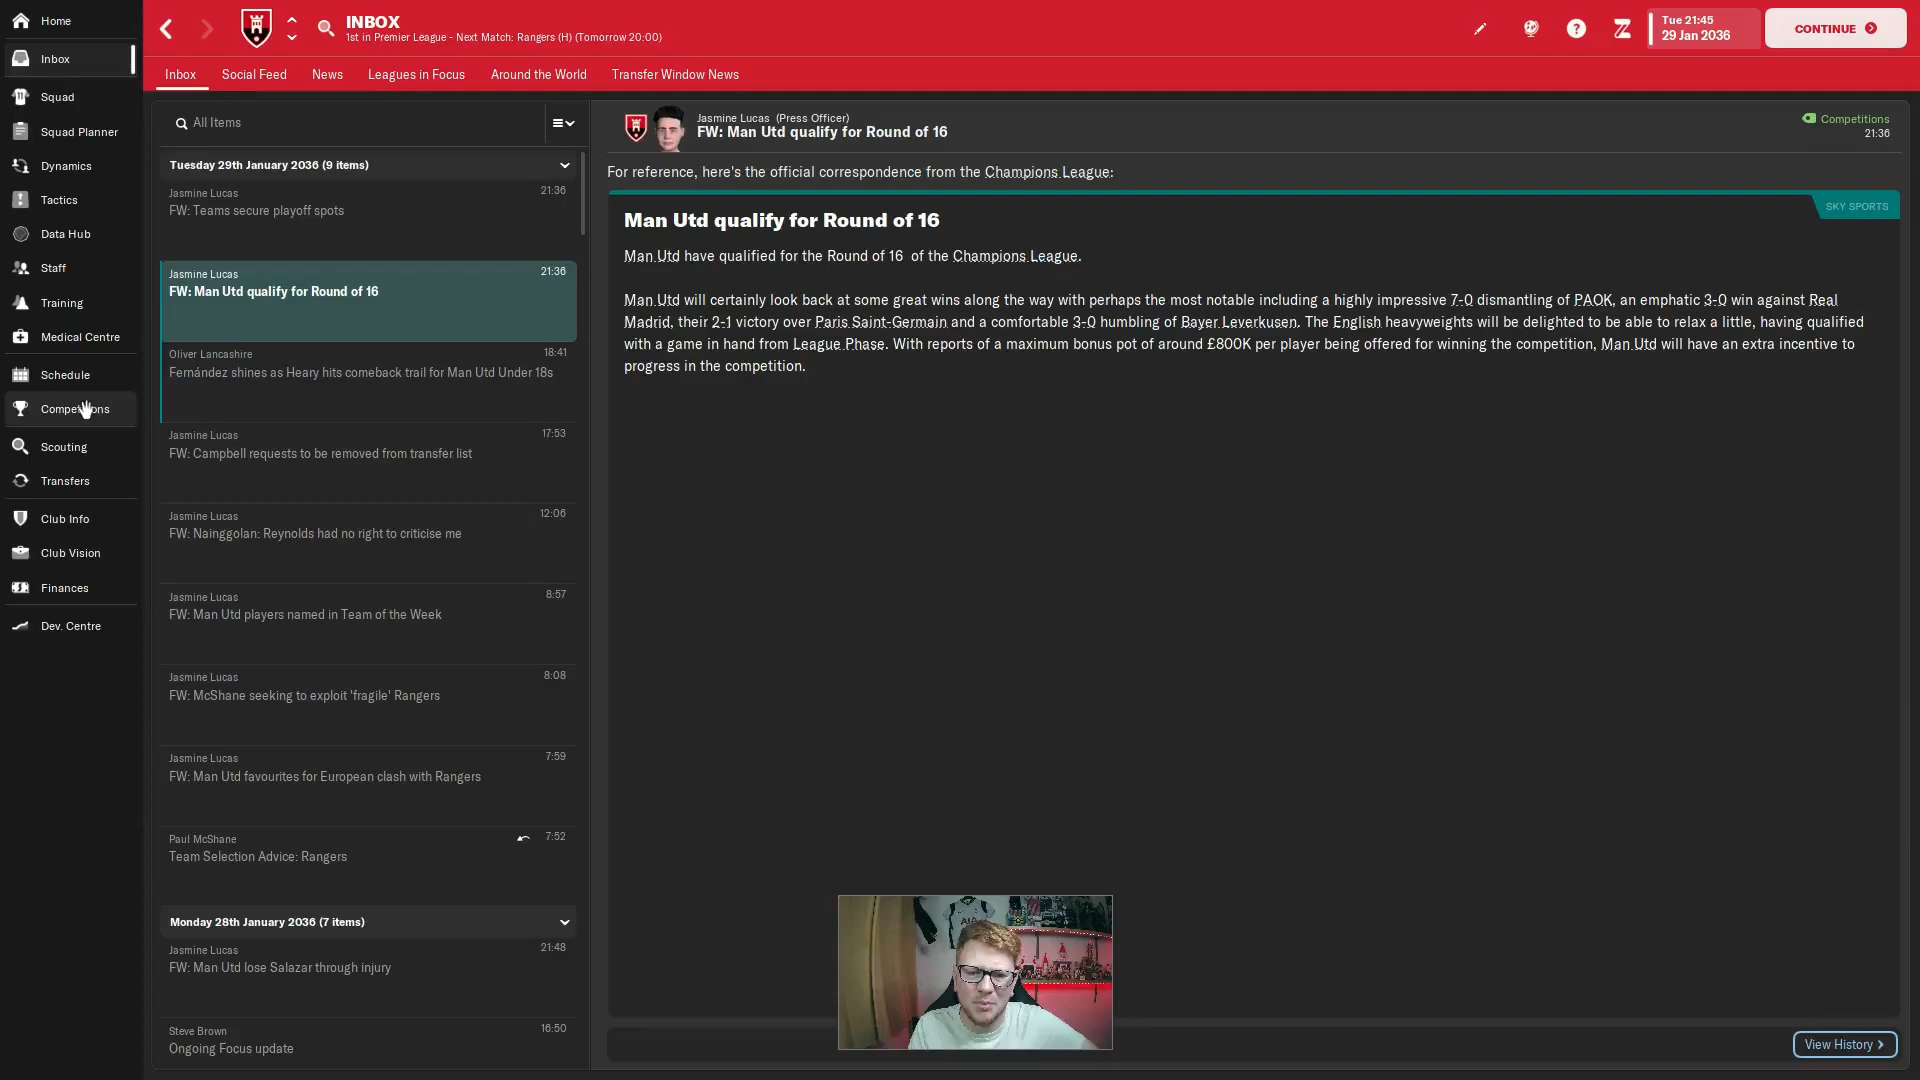 Home
Inbox
Squad
Squad Planner
Dynamics
Tactics
Data Hub
Staff
Training
Medical Centre
Schedule
Competitions
Scouting
Transfers
Club Info
Club Vision
Finances
Dev. Centre
INBOX
1st in Premier League - Next Match: Rangers (H) (Tomorrow 20:00)
Tue 21:45
29 Jan 2036
CONTINUE
Inbox
Social Feed
News
Leagues in Focus
Around the World
Transfer Window News
All Items
Tuesday 29th January 2036 (9 items)
Jasmine Lucas 21:36
FW: Teams secure playoff spots
Jasmine Lucas 21:36
FW: Man Utd qualify for Round of 16
Oliver Lancashire 18:41
Fernández shines as Heary hits comeback trail for Man Utd Under 18s
Jasmine Lucas 17:53
FW: Campbell requests to be removed from transfer list
Jasmine Lucas 12:06
FW: Nainggolan: Reynolds had no right to criticise me
Jasmine Lucas 8:57
FW: Man Utd players named in Team of the Week
Jasmine Lucas 8:08
FW: McShane seeking to exploit 'fragile' Rangers
Jasmine Lucas 7:59
FW: Man Utd favourites for European clash with Rangers
Paul McShane 7:52
Team Selection Advice: Rangers
Monday 28th January 2036 (7 items)
Jasmine Lucas 21:48
FW: Man Utd lose Salazar through injury
Steve Brown 16:50
Ongoing Focus update
Jasmine Lucas (Press Officer)
FW: Man Utd qualify for Round of 16
Competitions
21:36
For reference, here's the official correspondence from the Champions League:
SKY SPORTS
Man Utd qualify for Round of 16
Man Utd have qualified for the Round of 16 of the Champions League.
Man Utd will certainly look back at some great wins along the way with perhaps the most notable including a highly impressive 7-0 dismantling of PAOK, an emphatic 3-0 win against Real
Madrid, their 2-1 victory over Paris Saint-Germain and a comfortable 3-0 humbling of Bayer Leverkusen. The English heavyweights will be delighted to be able to relax a little, having qualified
with a game in hand from League Phase. With reports of a maximum bonus pot of around £800K per player being offered for winning the competition, Man Utd will have an extra incentive to
progress in the competition.
AIA
View History